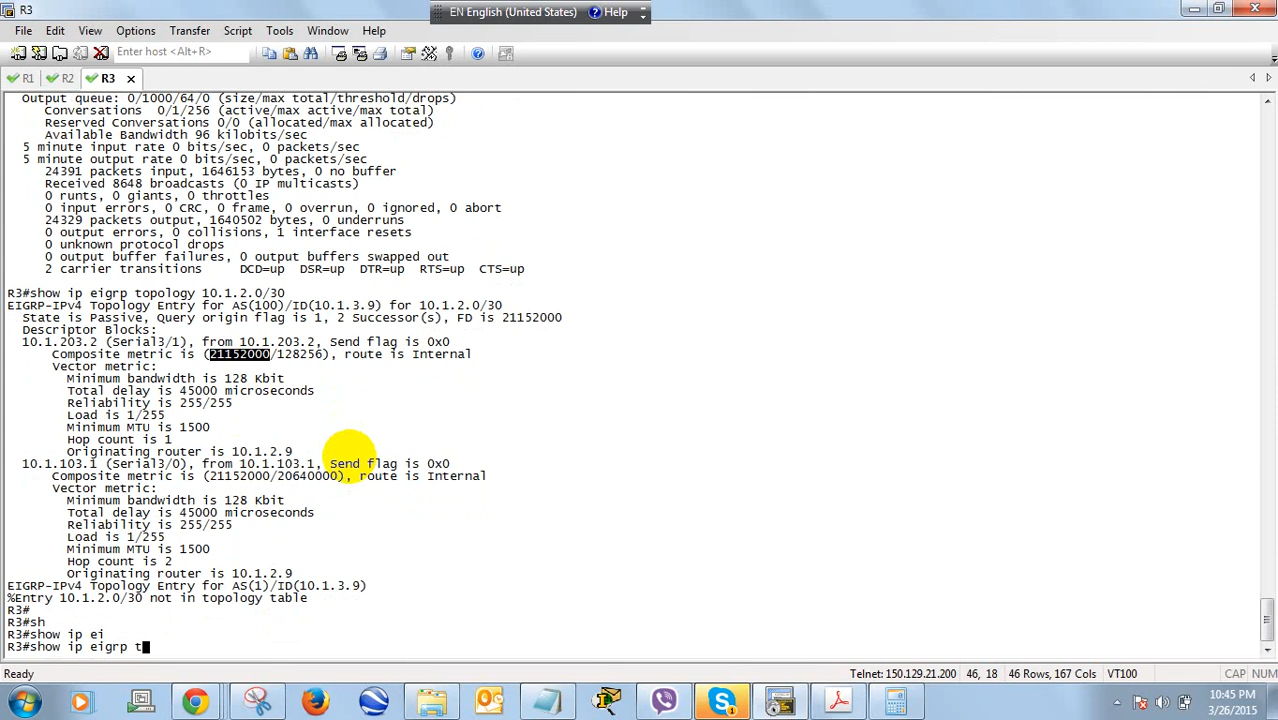 R3
EN English (United States) Help
File Edit View Options Transfer Script Tools Window Help
Enter host <Alt+R>
R1 R2 R3
Output queue: 0/1000/64/0 (size/max total/threshold/drops)
Conversations 0/1/256 (active/max active/max total)
Reserved Conversations 0/0 (allocated/max allocated)
Available Bandwidth 96 kilobits/sec
5 minute input rate 0 bits/sec, 0 packets/sec
5 minute output rate 0 bits/sec, 0 packets/sec
24391 packets input, 1646153 bytes, 0 no buffer
Received 8648 broadcasts (0 IP multicasts)
0 runts, 0 giants, 0 throttles
0 input errors, 0 CRC, 0 frame, 0 overrun, 0 ignored, 0 abort
24329 packets output, 1640502 bytes, 0 underruns
0 output errors, 0 collisions, 1 interface resets
0 unknown protocol drops
0 output buffer failures, 0 output buffers swapped out
2 carrier transitions DCD=up DSR=up DTR=up RTS=up CTS=up
R3#show ip eigrp topology 10.1.2.0/30
EIGRP-IPv4 Topology Entry for AS(100)/ID(10.1.3.9) for 10.1.2.0/30
State is Passive, Query origin flag is 1, 2 Successor(s), FD is 21152000
Descriptor Blocks:
10.1.203.2 (Serial3/1), from 10.1.203.2, Send flag is 0x0
Composite metric is (21152000/128256), route is Internal
Vector metric:
Minimum bandwidth is 128 Kbit
Total delay is 45000 microseconds
Reliability is 255/255
Load is 1/255
Minimum MTU is 1500
Hop count is 1
Originating router is 10.1.2.9
10.1.103.1 (Serial3/0), from 10.1.103.1, Send flag is 0x0
Composite metric is (21152000/20640000), route is Internal
Vector metric:
Minimum bandwidth is 128 Kbit
Total delay is 45000 microseconds
Reliability is 255/255
Load is 1/255
Minimum MTU is 1500
Hop count is 2
Originating router is 10.1.2.9
EIGRP-IPv4 Topology Entry for AS(1)/ID(10.1.3.9)
%Entry 10.1.2.0/30 not in topology table
R3#
R3#sh
R3#show ip ei
R3#show ip eigrp t
Ready Telnet: 150.129.21.200 46, 18 46 Rows, 167 Cols VT100 CAP NUM
10:45 PM
3/26/2015